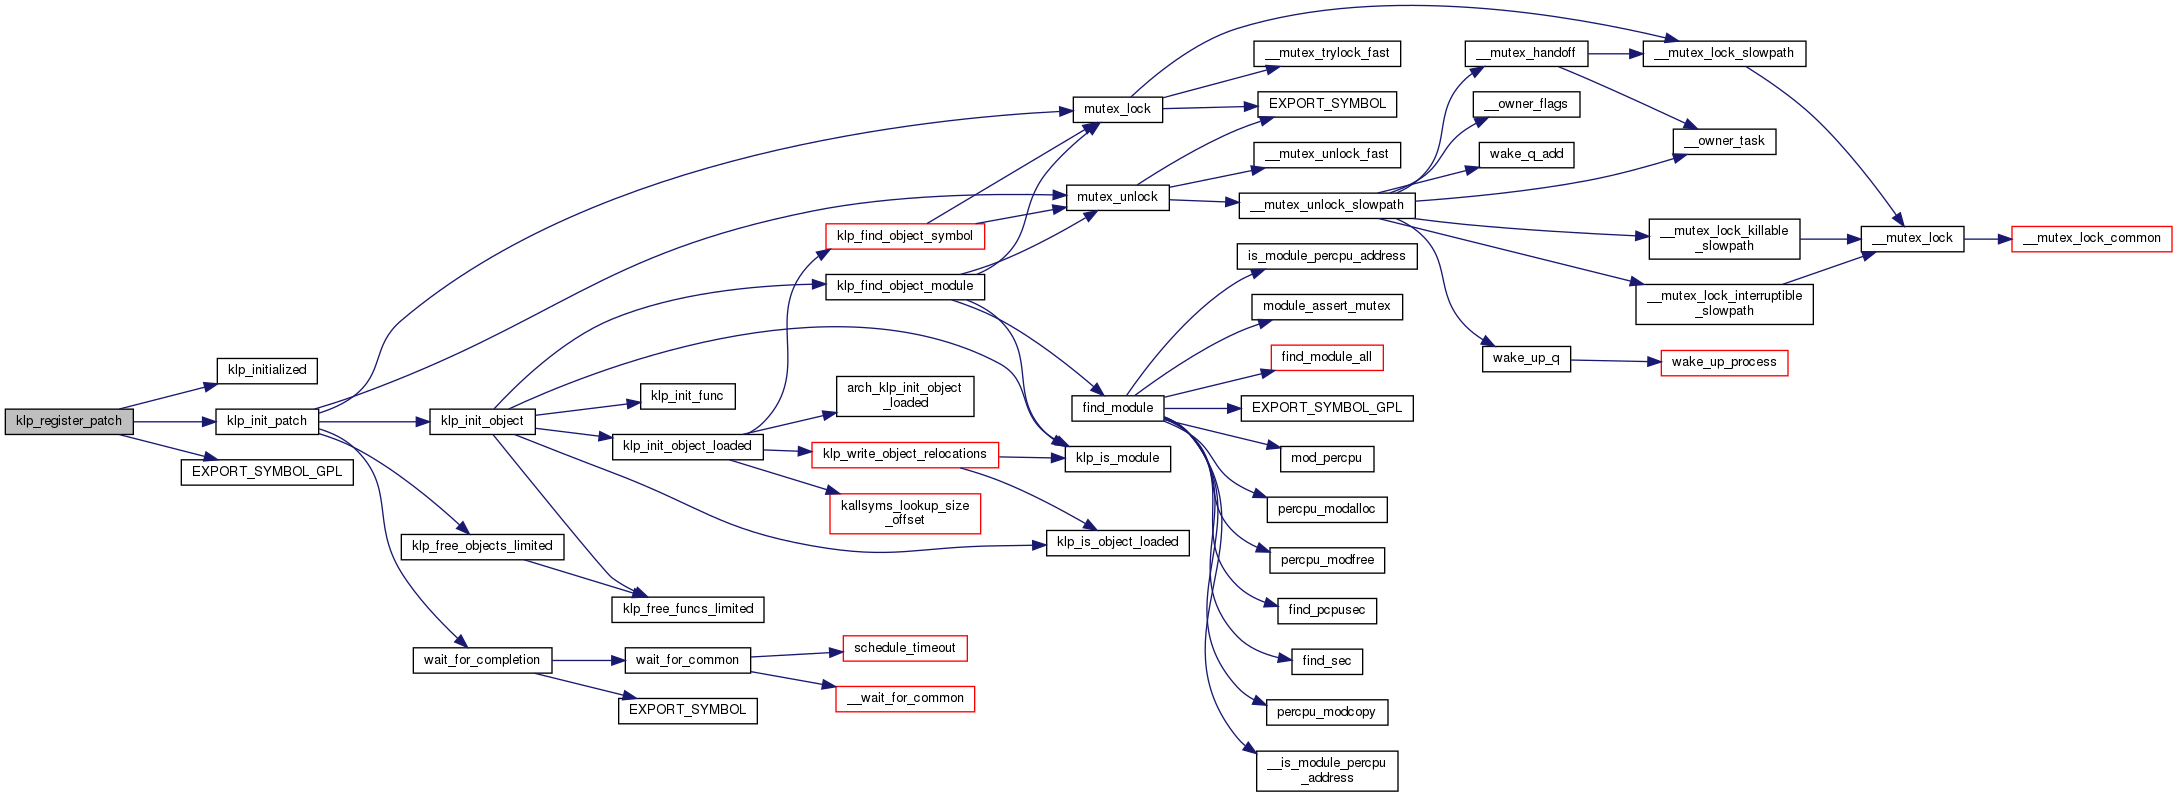 klp_register_patch
klp_initialized
klp_init_patch
EXPORT_SYMBOL_GPL
klp_init_object
klp_free_objects_limited
wait_for_completion
klp_init_func
klp_init_object_loaded
klp_free_funcs_limited
wait_for_common
EXPORT_SYMBOL
klp_find_object_symbol
klp_find_object_module
arch_klp_init_object
_loaded
klp_write_object_relocations
kallsyms_lookup_size
_offset
schedule_timeout
__wait_for_common
mutex_lock
mutex_unlock
find_module
klp_is_module
klp_is_object_loaded
__mutex_trylock_fast
EXPORT_SYMBOL
__mutex_unlock_fast
__mutex_unlock_slowpath
is_module_percpu_address
module_assert_mutex
find_module_all
EXPORT_SYMBOL_GPL
mod_percpu
percpu_modalloc
percpu_modfree
find_pcpusec
find_sec
percpu_modcopy
__is_module_percpu
_address
__mutex_handoff
__owner_flags
wake_q_add
wake_up_q
__mutex_lock_slowpath
__owner_task
__mutex_lock_killable
_slowpath
__mutex_lock_interruptible
_slowpath
wake_up_process
__mutex_lock
__mutex_lock_common